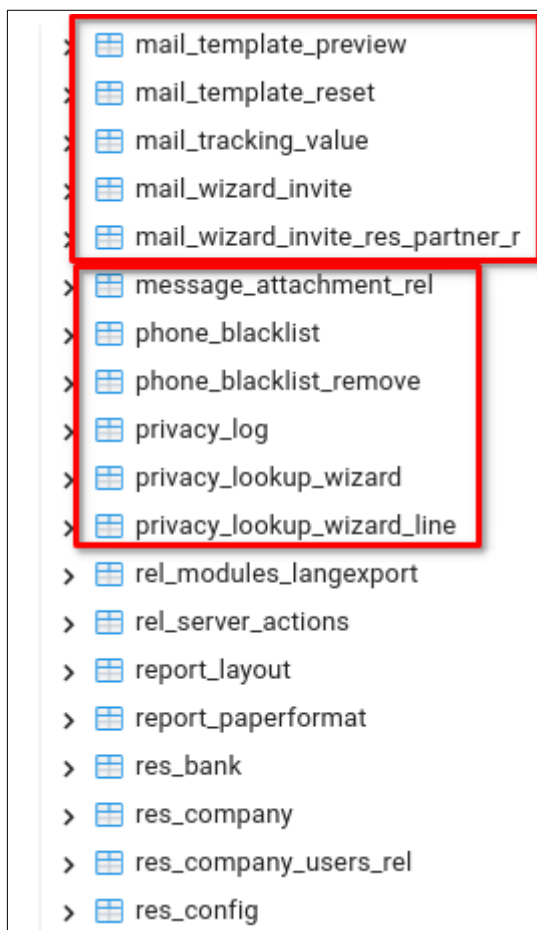 mail_template_preview
mail_template_reset
mail_tracking_value
mail_wizard_invite
mail_wizard_invite_res_partner_r
message_attachment_rel
phone_blacklist
phone_blacklist_remove
privacy_log
privacy_lookup_wizard
privacy_lookup_wizard_line
rel_modules_langexport
rel_server_actions
report_layout
report_paperformat
res_bank
res_company
res_company_users_rel
res_config